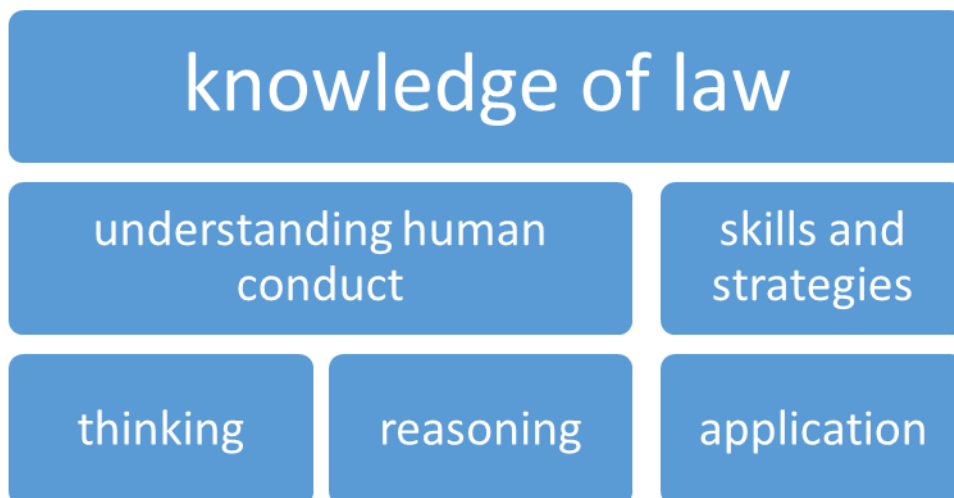 knowledge of law
understanding human
conduct
skills and
strategies
thinking
reasoning
application